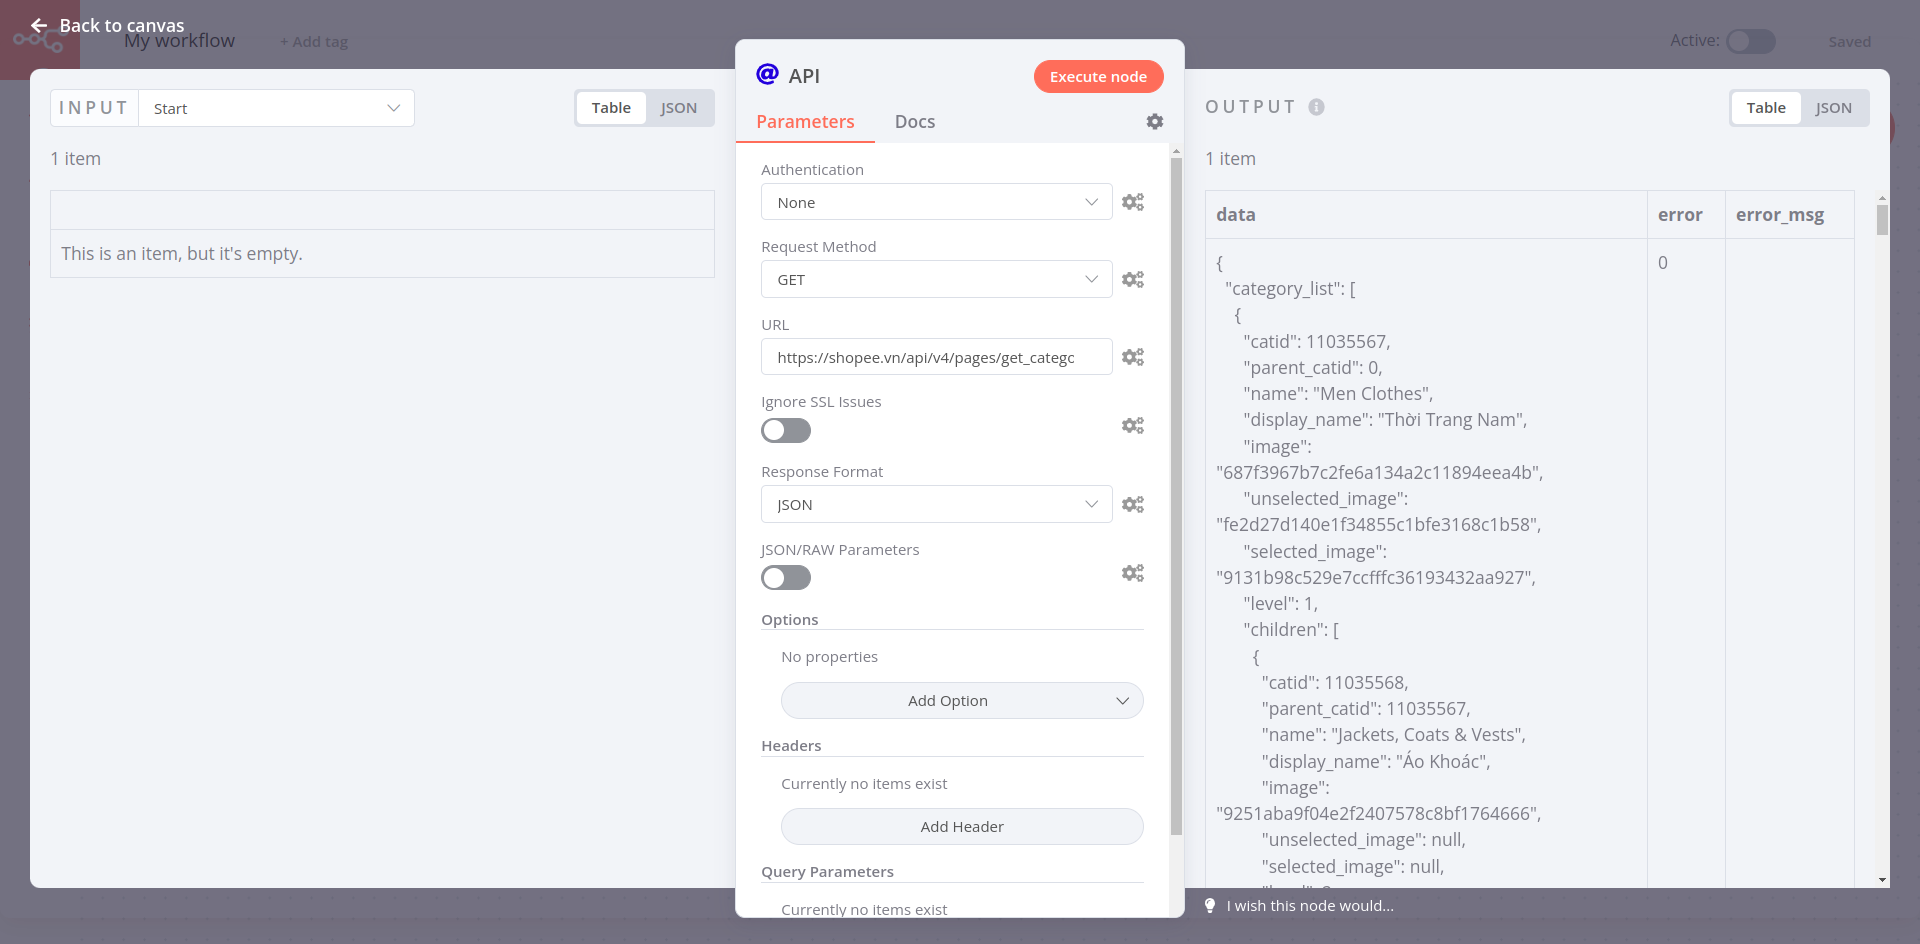 Back to canvas
My workflow
+ Add tag
Active:
Saved
INPUT
Start
Table
JSON
1 item
This is an item, but it's empty.
API
Execute node
Parameters
Docs
Authentication
None
Request Method
GET
URL
https://shopee.vn/api/v4/pages/get_catego
Ignore SSL Issues
Response Format
JSON
JSON/RAW Parameters
Options
No properties
Add Option
Headers
Currently no items exist
Add Header
Query Parameters
Currently no items exist
OUTPUT
Table
JSON
1 item
data
error
error_msg
{
0
"category_list": [
{
"catid": 11035567,
"parent_catid": 0,
"name": "Men Clothes",
"display_name": "Thời Trang Nam",
"image":
"687f3967b7c2fe6a134a2c11894eea4b",
"unselected_image":
"fe2d27d140e1f34855c1bfe3168c1b58",
"selected_image":
"9131b98c529e7ccfffc36193432aa927",
"level": 1,
"children": [
{
"catid": 11035568,
"parent_catid": 11035567,
"name": "Jackets, Coats & Vests",
"display_name": "Áo Khoác",
"image":
"9251aba9f04e2f2407578c8bf1764666",
"unselected_image": null,
"selected_image": null,
I wish this node would...